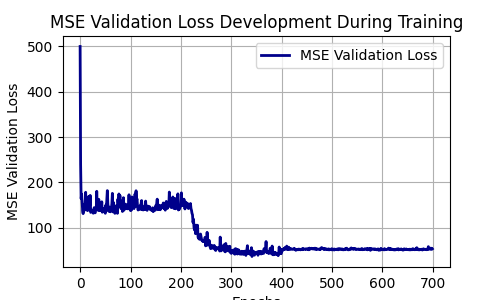 MSE Validation Loss Development During Training
MSE Validation Loss
MSE Validation Loss
500
400
300
200
100
0 100 200 300 400 500 600 700
Epochs